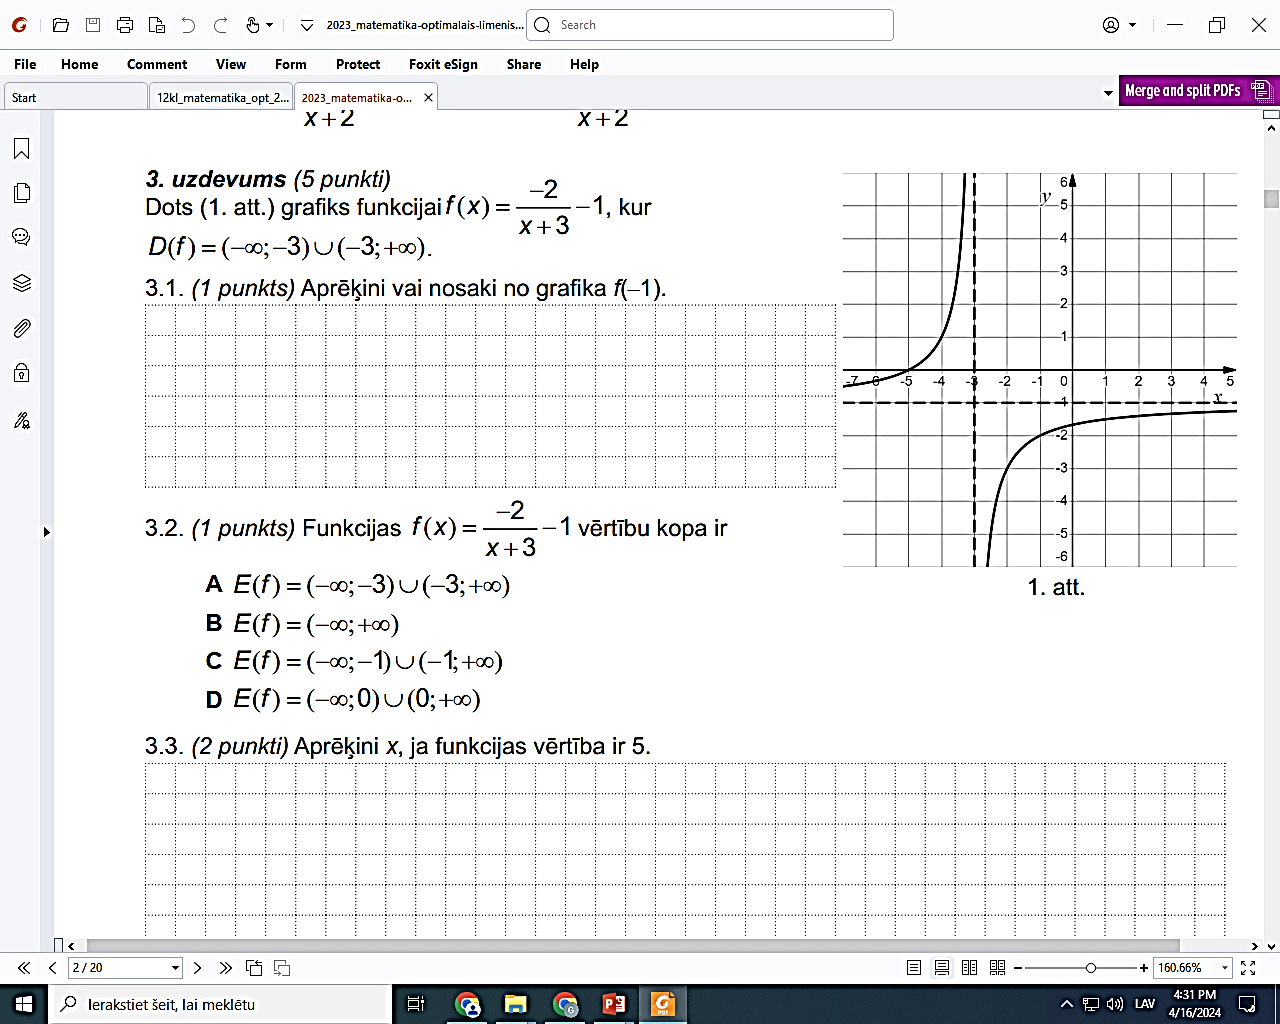 2023_matematika-optimalais-limenis... Search
File Home Comment View Form Protect Foxit eSign Share Help
Start 12kl_matematika_opt_2... 2023_matematika-o... Merge and split PDFs
x+2 x+2
3. uzdevums (5 punkti)
Dots (1. att.) grafiks funkcijai f(x) = −2/(x+3) −1, kur
D(f) = (−∞;−3)∪(−3;+∞).
3.1. (1 punkts) Aprēķini vai nosaki no grafika f(−1).
6
y
5
4
3
2
1
-7 -6 -5 -4 -3 -2 -1 0 1 2 3 4 5
x
-1
-2
-3
-4
-5
-6
1. att.
3.2. (1 punkts) Funkcijas f(x) = −2/(x+3) −1 vērtību kopa ir
A E(f) = (−∞;−3)∪(−3;+∞)
B E(f) = (−∞;+∞)
C E(f) = (−∞;−1)∪(−1;+∞)
D E(f) = (−∞;0)∪(0;+∞)
3.3. (2 punkti) Aprēķini x, ja funkcijas vērtība ir 5.
2 / 20 160.66%
Ierakstiet šeit, lai meklētu LAV 4:31 PM
4/16/2024